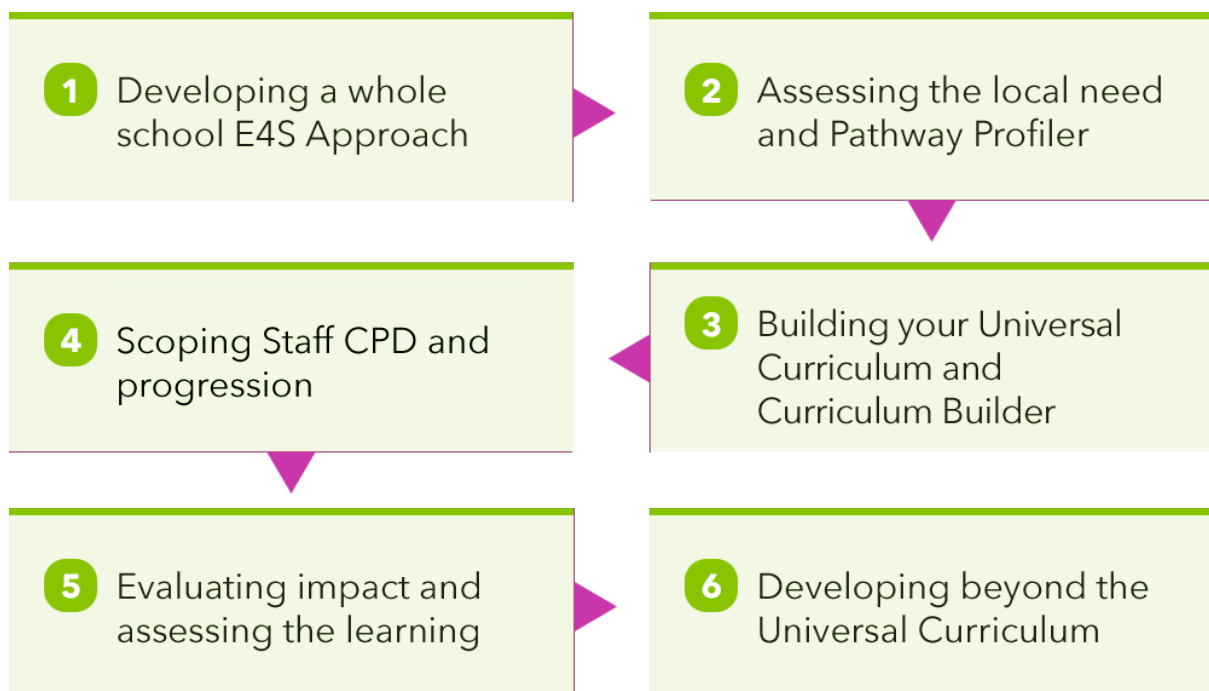 1 Developing a whole
school E4S Approach
2 Assessing the local need
and Pathway Profiler
3 Building your Universal
Curriculum and
Curriculum Builder
4 Scoping Staff CPD and
progression
5 Evaluating impact and
assessing the learning
6 Developing beyond the
Universal Curriculum